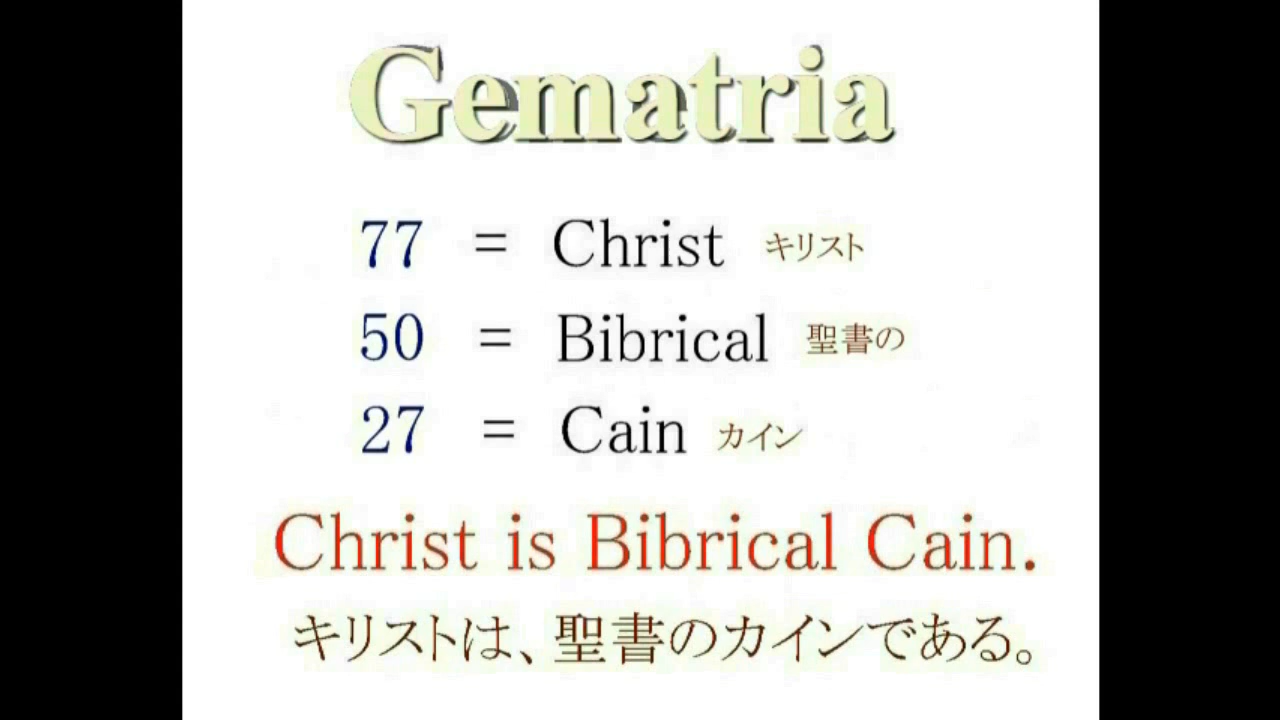 Gematria
77 = Christ キリスト
50 = Bibrical 聖書の
27 = Cain カイン
Christ is Bibrical Cain.
キリストは、聖書のカインである。